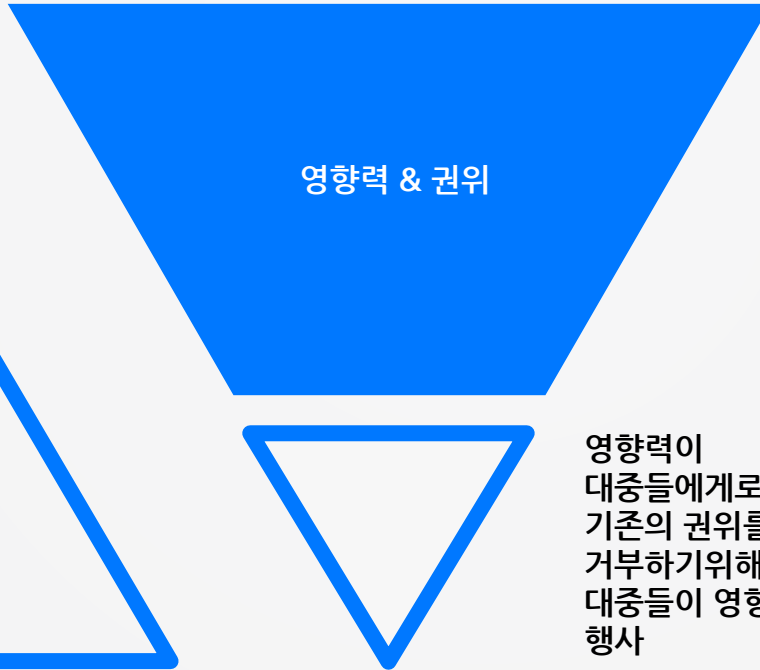 영향력 & 권위
영향력이
대중들에게로
기존의 권위를
거부하기위해
대중들이
행사